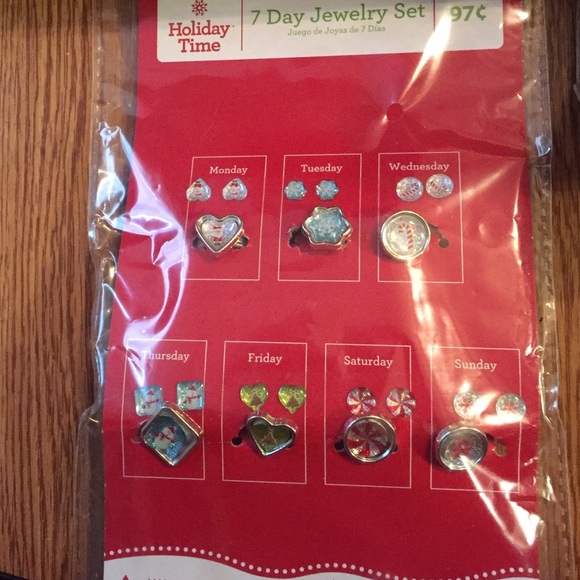 Holiday
Time™
7 Day Jewelry Set
Juego de Joyas de 7 Días
97¢
Monday
Tuesday
Wednesday
Thursday
Friday
Saturday
Sunday